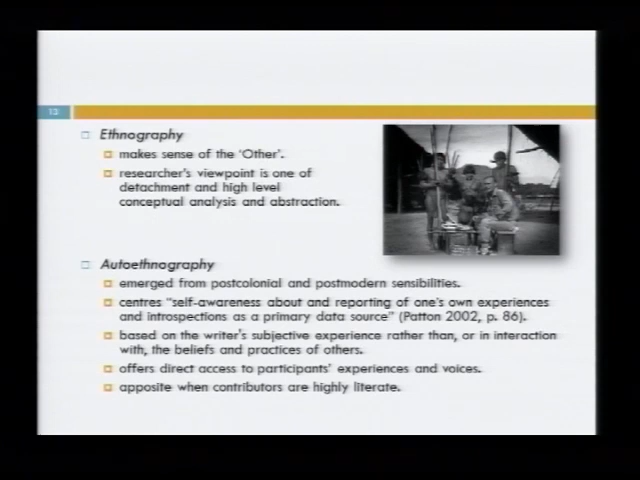 13
Ethnography
makes sense of the 'Other'.
researcher's viewpoint is one of
detachment and high level
conceptual analysis and abstraction.
Autoethnography
emerged from postcolonial and postmodern sensibilities.
centres "self-awareness about and reporting of one's own experiences
and introspections as a primary data source" (Patton 2002, p. 86).
based on the writer's subjective experience rather than, or in interaction
with, the beliefs and practices of others.
offers direct access to participants' experiences and voices.
apposite when contributors are highly literate.